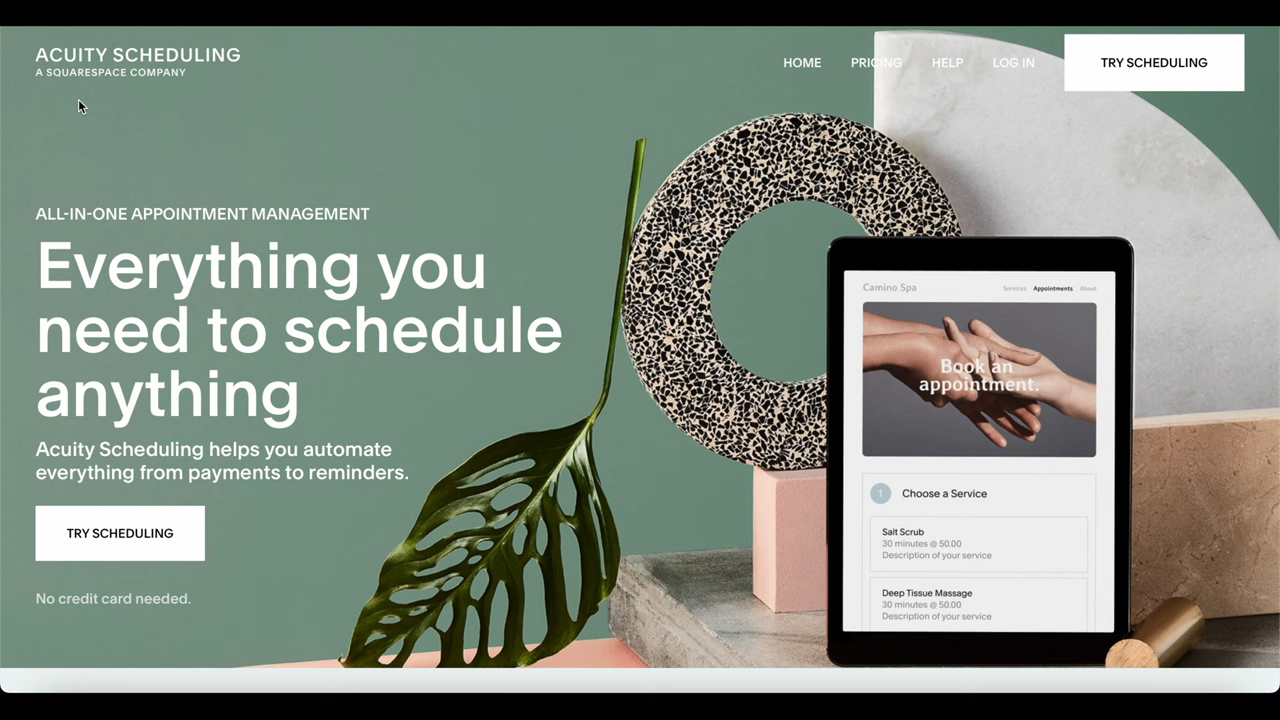 ACUITY SCHEDULING
A SQUARESPACE COMPANY
HOME PRICING HELP LOG IN TRY SCHEDULING
ALL-IN-ONE APPOINTMENT MANAGEMENT
Everything you
need to schedule
anything
Acuity Scheduling helps you automate
everything from payments to reminders.
TRY SCHEDULING
No credit card needed.
Camino Spa
Services Appointments About
Book an
appointment.
1 Choose a Service
Salt Scrub
30 minutes @ 50.00
Description of your service
Deep Tissue Massage
30 minutes @ 50.00
Description of your service